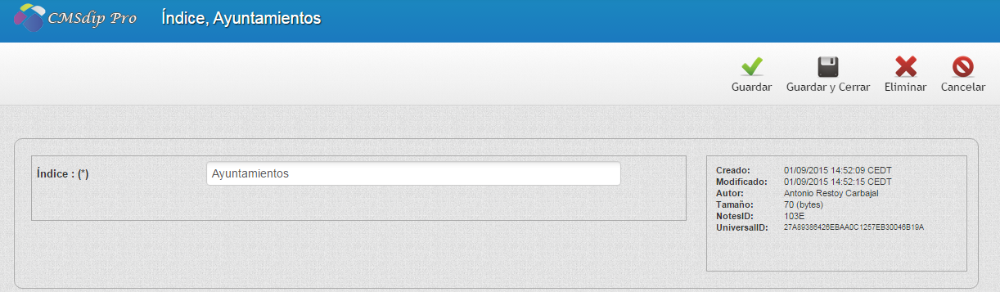 CMSdip Pro Índice, Ayuntamientos
Guardar Guardar y Cerrar Eliminar Cancelar
Índice : (*) Ayuntamientos
Creado: 01/09/2015 14:52:09 CEDT
Modificado: 01/09/2015 14:52:15 CEDT
Autor: Antonio Restoy Carbajal
Tamaño: 70 (bytes)
NotesID: 103E
UniversalID: 27A89386426EBAA0C1257EB30046B19A